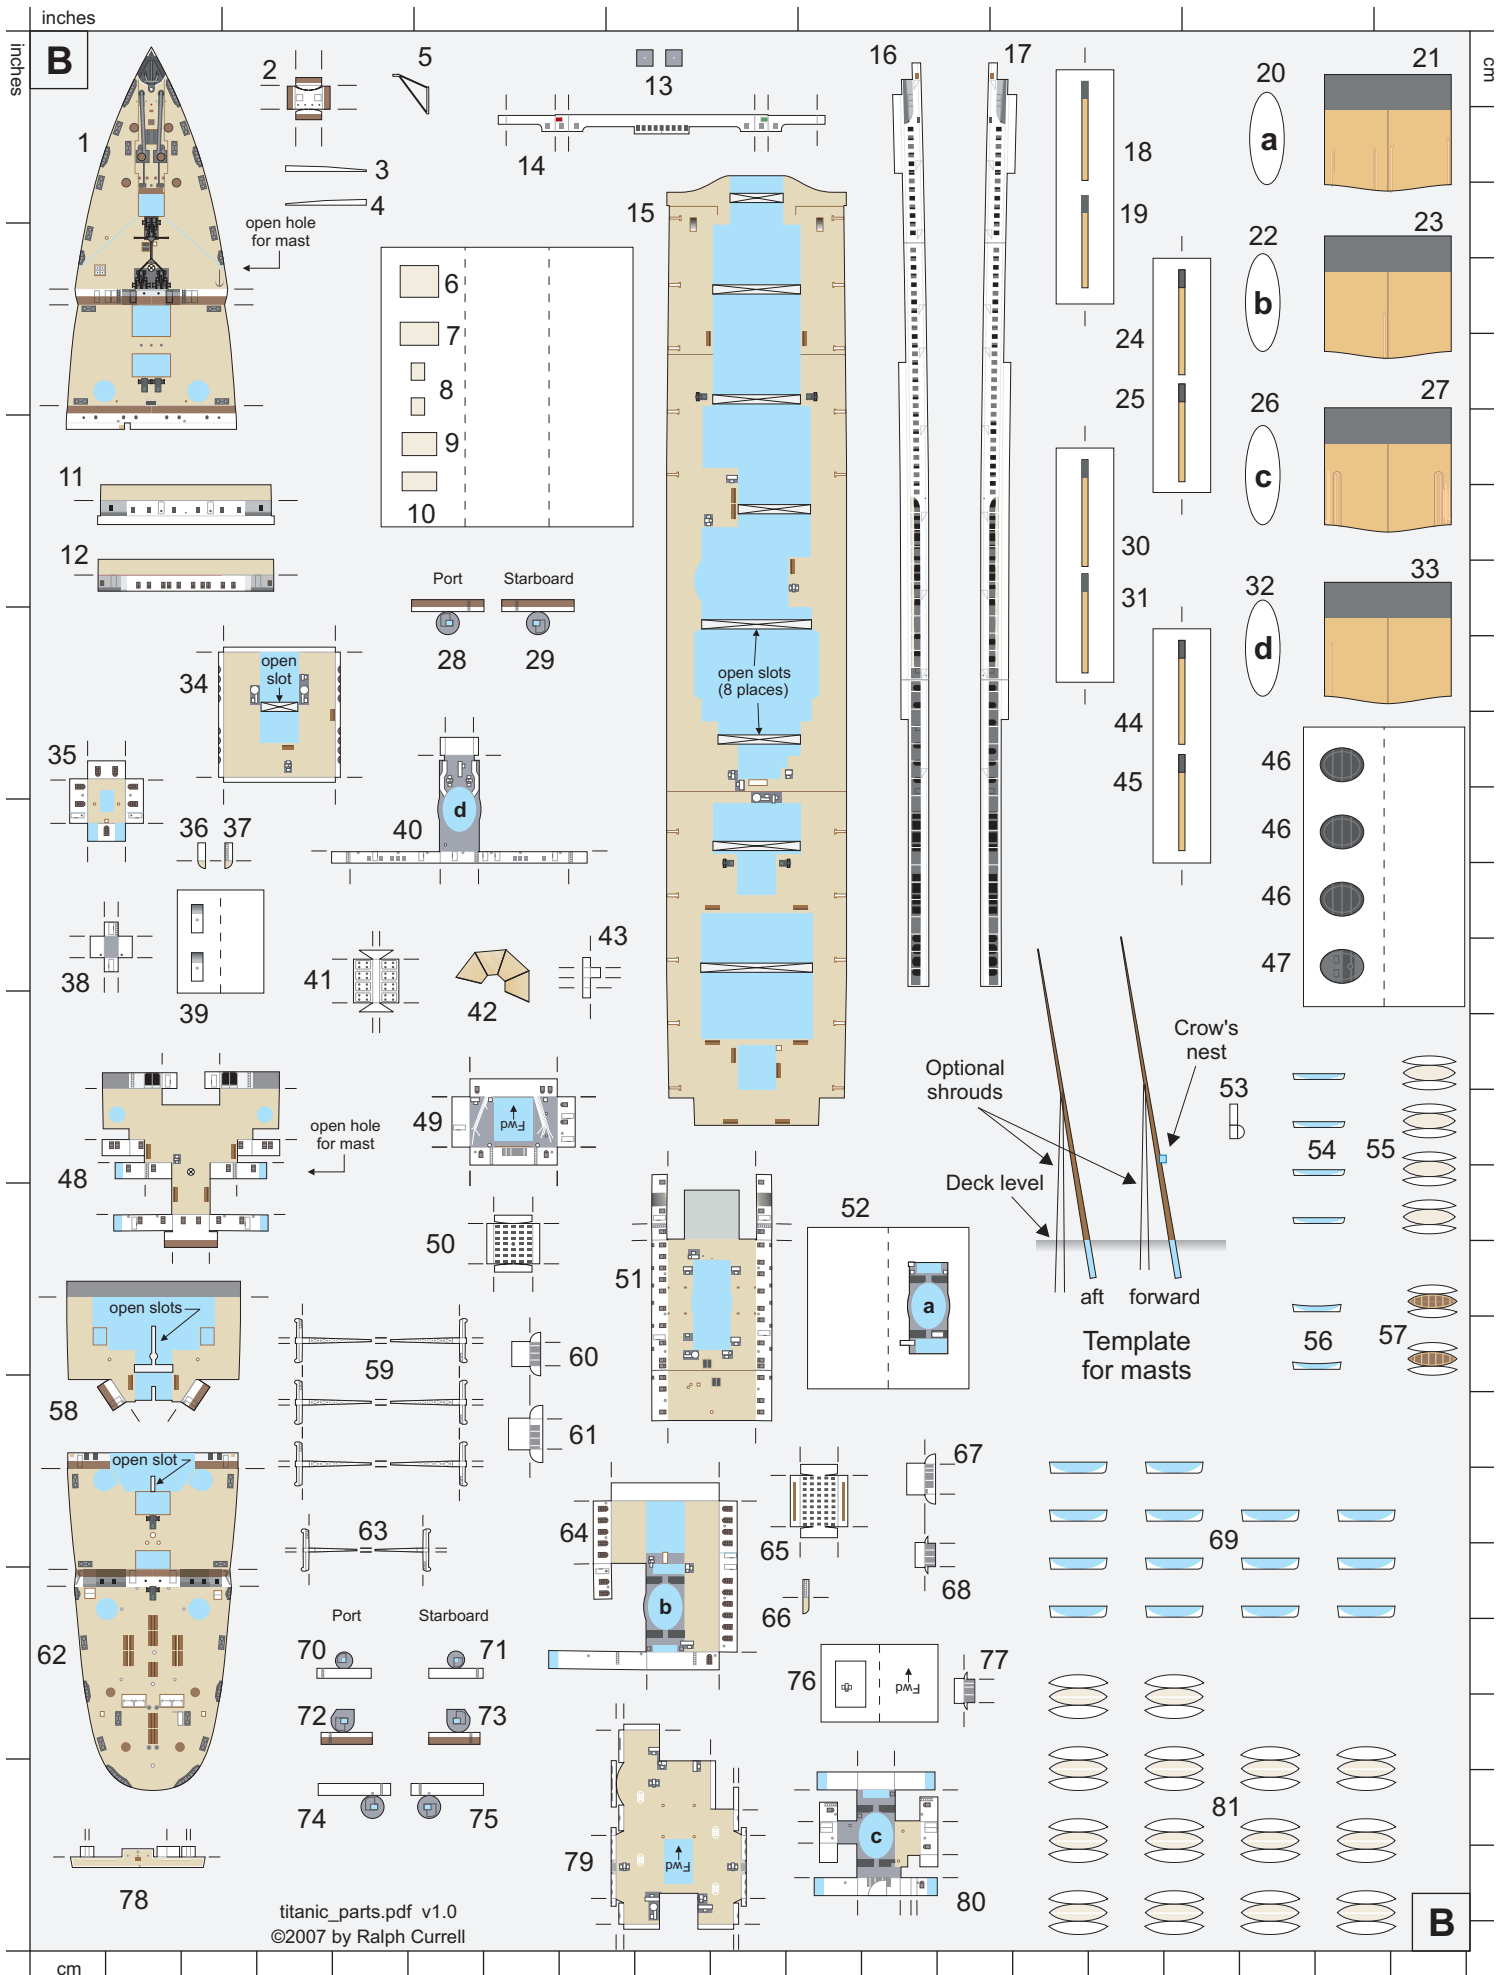 inches
inches
cm
B
1
2
3
4
5
open hole
for mast
6
7
8
9
10
11
12
13
14
15
16
17
18
19
20
a
21
22
b
23
24
25
26
c
27
Port
Starboard
28
29
30
31
32
d
33
34
open
slot
35
36
37
38
39
40
d
41
42
43
44
45
46
46
46
47
open slots
(8 places)
48
open hole
for mast
49
Fwd
50
51
52
a
Optional
shrouds
Crow's
nest
Deck level
aft
forward
Template
for masts
53
54
55
56
57
58
open slots
59
60
61
62
open slot
63
64
b
65
66
67
68
69
Port
Starboard
70
71
72
73
74
75
76
Fwd
77
78
79
Fwd
80
c
81
titanic_parts.pdf v1.0
©2007 by Ralph Currell
B
cm